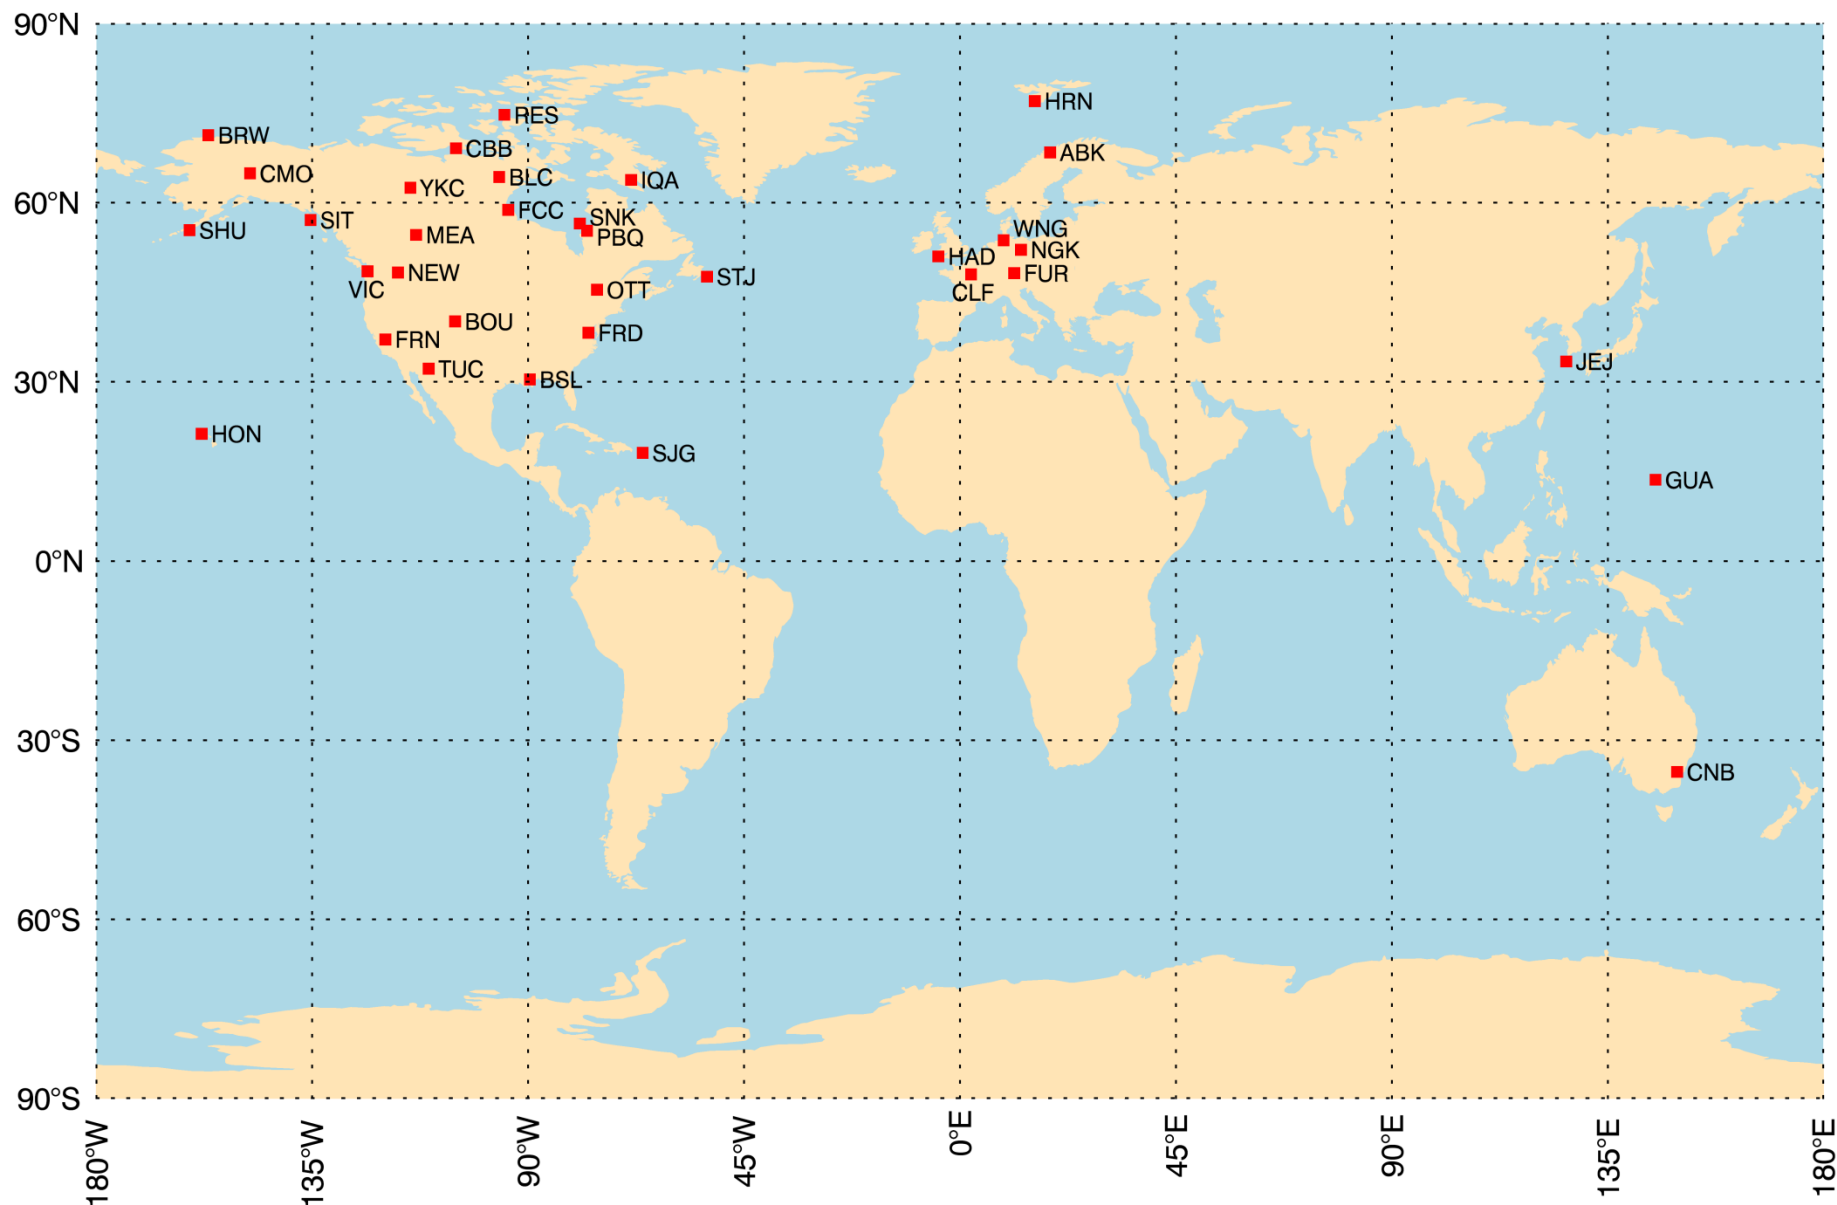 90°N
HRN
RES
BRW
CBB
ABK
CMO
BLC
IQA
YKC
60°N
FCC
SNK
SIT
WNG
SHU
MEA
PBQ
NGK
HAD
NEW
STJ
FUR
VIC
OTT
CLF
BOU
FRD
FRN
JEJ
TUC
30°N
BSL
HON
SJG
GUA
0°N
30°S
CNB
60°S
90°S
180°W
135°W
90°W
45°W
0°E
45°E
90°E
135°E
180°E